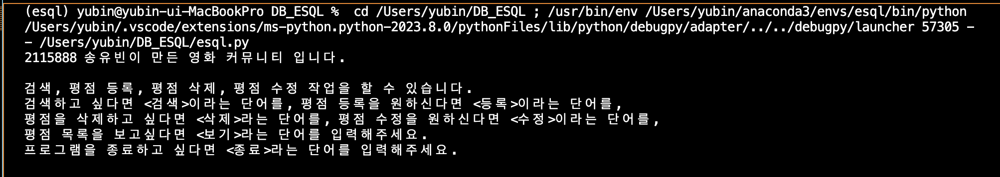 (esql) yubin@yubin-ui-MacBookPro DB_ESQL %  cd /Users/yubin/DB_ESQL ; /usr/bin/env /Users/yubin/anaconda3/envs/esql/bin/python
/Users/yubin/.vscode/extensions/ms-python.python-2023.8.0/pythonFiles/lib/python/debugpy/adapter/../../debugpy/launcher 57305 -
- /Users/yubin/DB_ESQL/esql.py
2115888 송유빈이 만든 영화 커뮤니티 입니다.
검색, 평점 등록, 평점 삭제, 평점 수정 작업을 할 수 있습니다.
검색하고 싶다면 <검색>이라는 단어를, 평점 등록을 원하신다면 <등록>이라는 단어를,
평점을 삭제하고 싶다면 <삭제>라는 단어를, 평점 수정을 원하신다면 <수정>이라는 단어를,
평점 목록을 보고싶다면 <보기>라는 단어를 입력해주세요.
프로그램을 종료하고 싶다면 <종료>라는 단어를 입력해주세요.